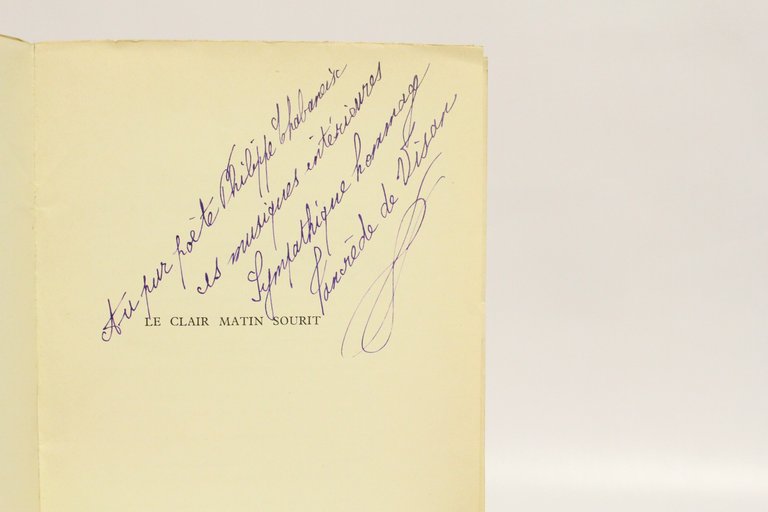 Au pur poète Philippe Chabaneix
ces musiques intérieures
Sympathique hommage
Tancrède de Visan
LE CLAIR MATIN SOURIT